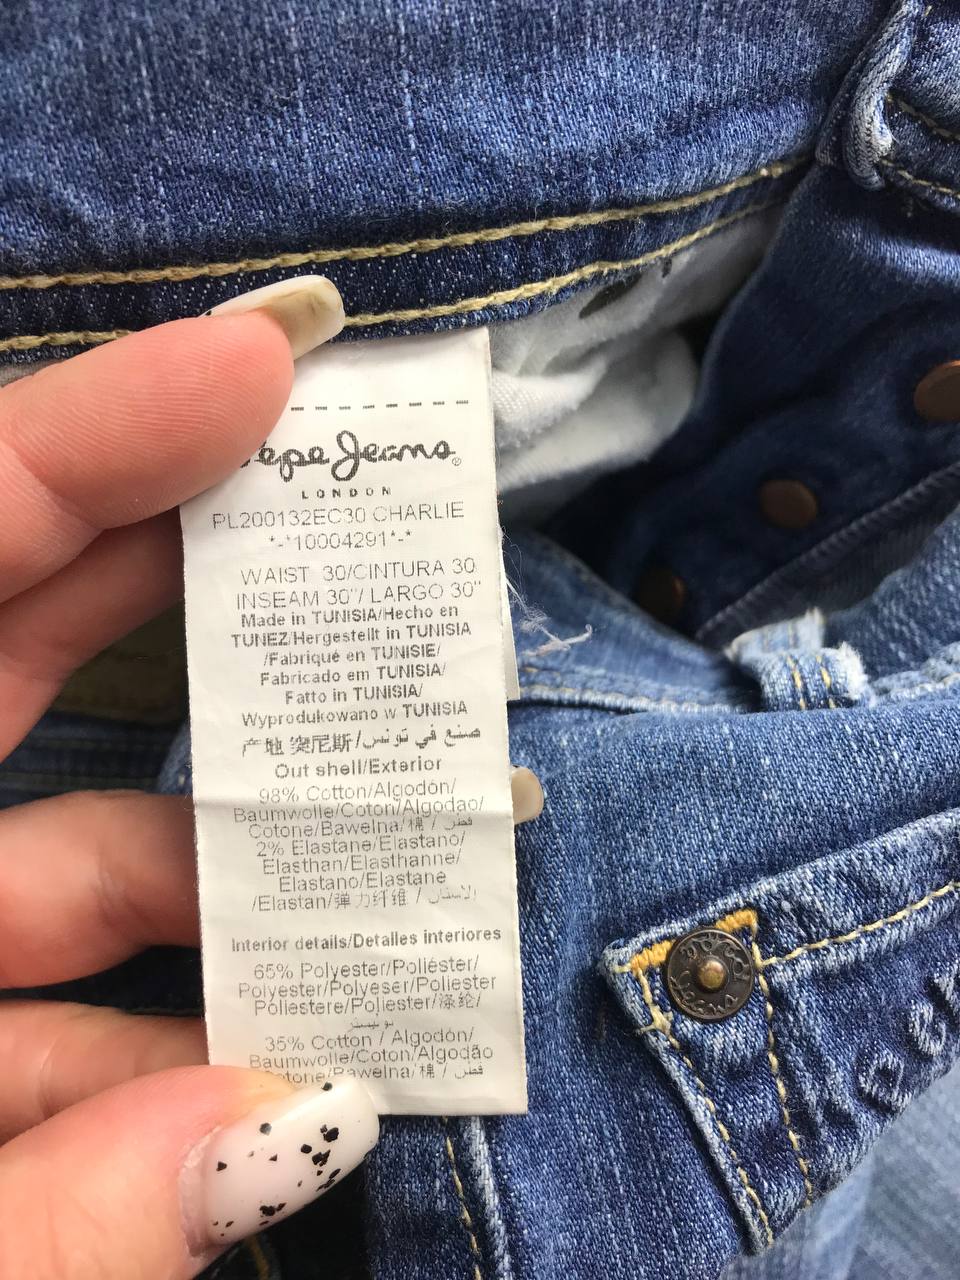 Pepe Jeans®
LONDON
PL200132EC30 CHARLIE
*-*10004291*-*
WAIST 30/CINTURA 30
INSEAM 30"/ LARGO 30"
Made in TUNISIA/Hecho en
TUNEZ/Hergestellt in TUNISIA
/Fabriqué en TUNISIE/
Fabricado em TUNISIA/
Fatto in TUNISIA/
Wyprodukowano w TUNISIA
产地 突尼斯/صنع في تونس
Out shell/Exterior
98% Cotton/Algodón/
Baumwolle/Coton/Algodao/
Cotone/Bawelna/棉 / قطن
2% Elastane/Elastano/
Elasthan/Elasthanne/
Elastano/Elastane
/Elastan/弹力纤维 / الاستان
Interior details/Detalles interiores
65% Polyester/Poliéster/
Polyester/Polyeser/Poliester
Poliestere/Poliester/涤纶/
بوليستر
35% Cotton / Algodón/
Baumwolle/Coton/Algodão
Cotone/Bawelna/棉 / قطن
Jeans